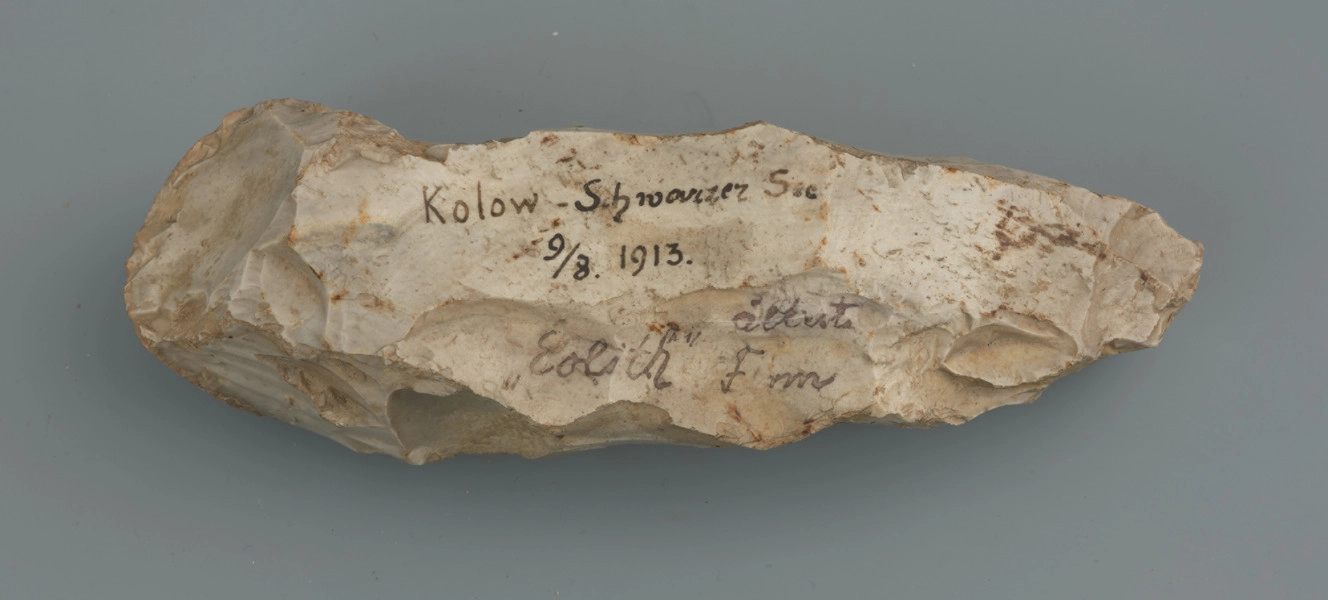 Kolow - Schwarzer See
9/8. 1913.
älteste
„Eolith" F m